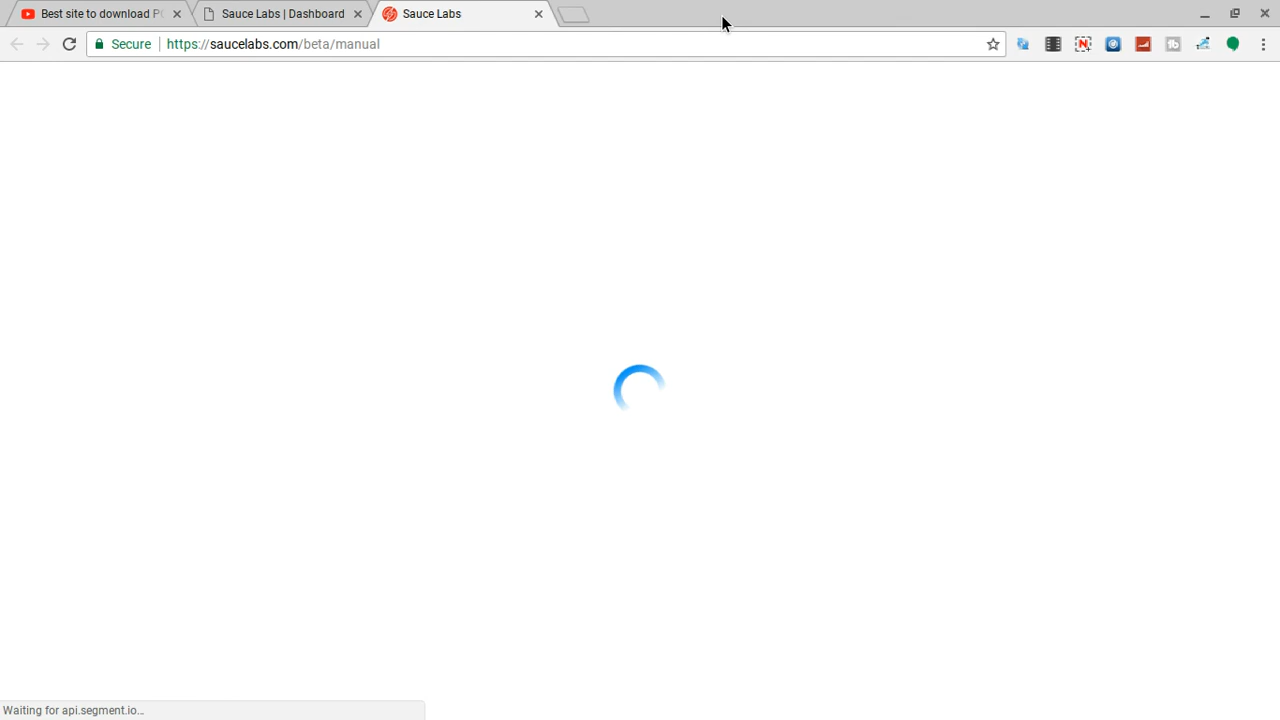 Best site to download P
Sauce Labs | Dashboard
Sauce Labs
Secure
https://saucelabs.com/beta/manual
Waiting for api.segment.io...